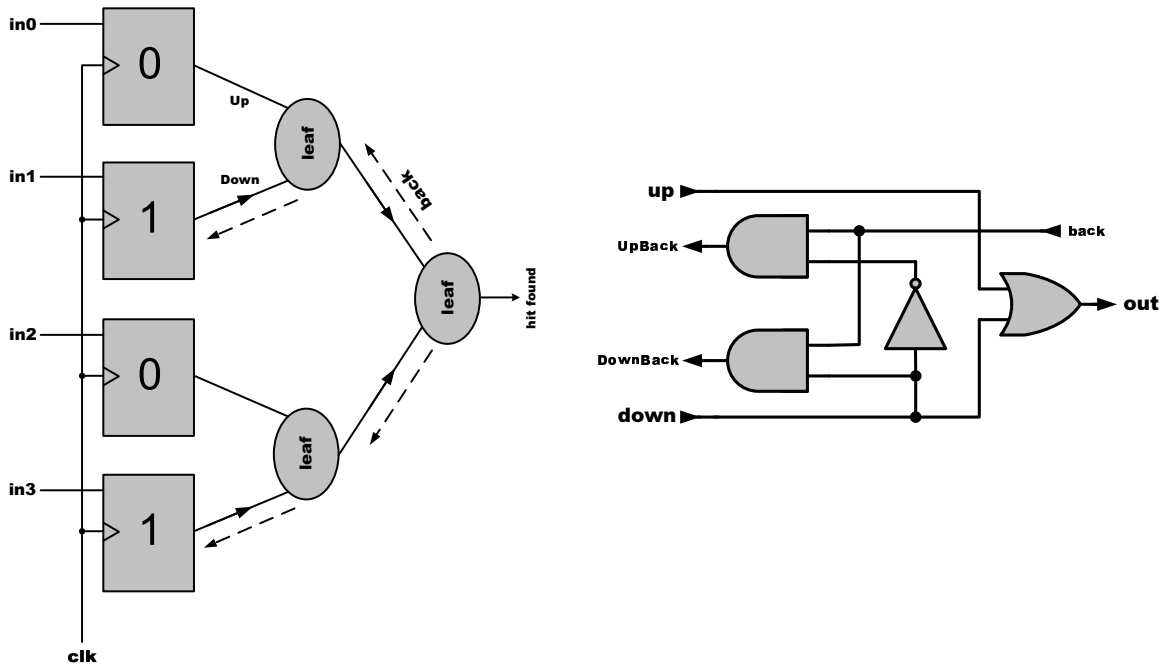 in0
0
Up
leaf
in1
Down
1
back
leaf
hit found
in2
0
leaf
in3
1
clk
up
back
UpBack
out
DownBack
down